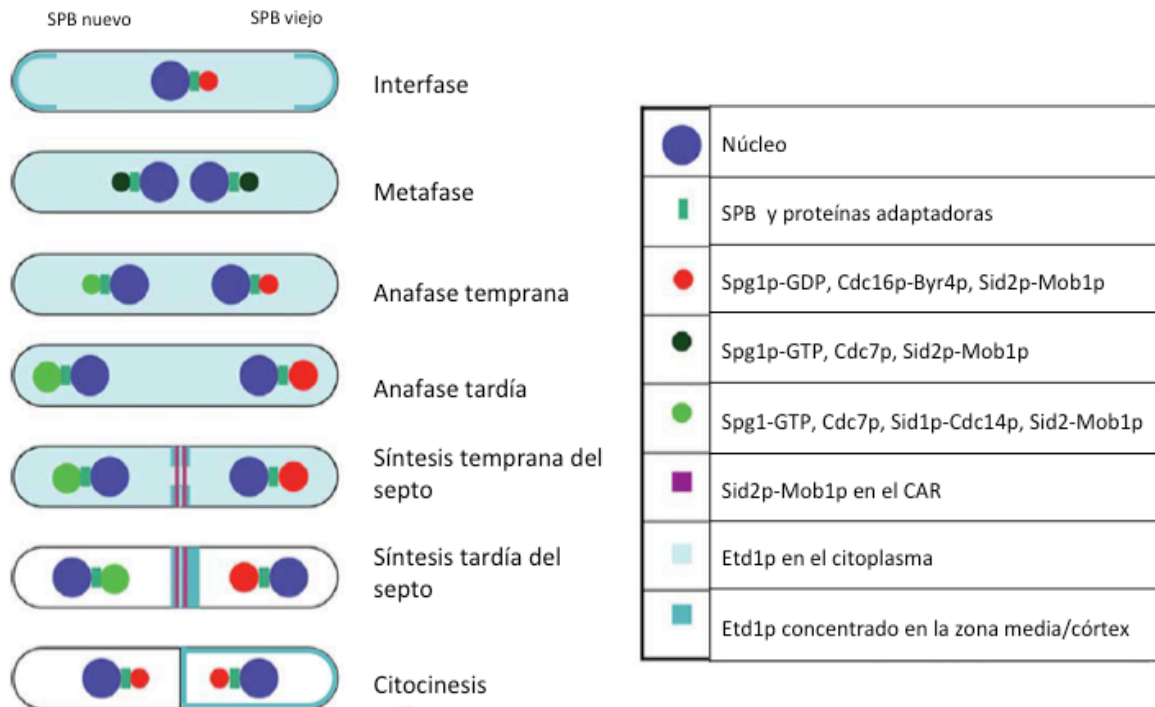 SPB nuevo
SPB viejo
Interfase
Metafase
Anafase temprana
Anafase tardía
Síntesis temprana del
septo
Síntesis tardía del
septo
Citocinesis
Núcleo
SPB y proteínas adaptadoras
Spg1p-GDP, Cdc16p-Byr4p, Sid2p-Mob1p
Spg1p-GTP, Cdc7p, Sid2p-Mob1p
Spg1-GTP, Cdc7p, Sid1p-Cdc14p, Sid2-Mob1p
Sid2p-Mob1p en el CAR
Etd1p en el citoplasma
Etd1p concentrado en la zona media/córtex